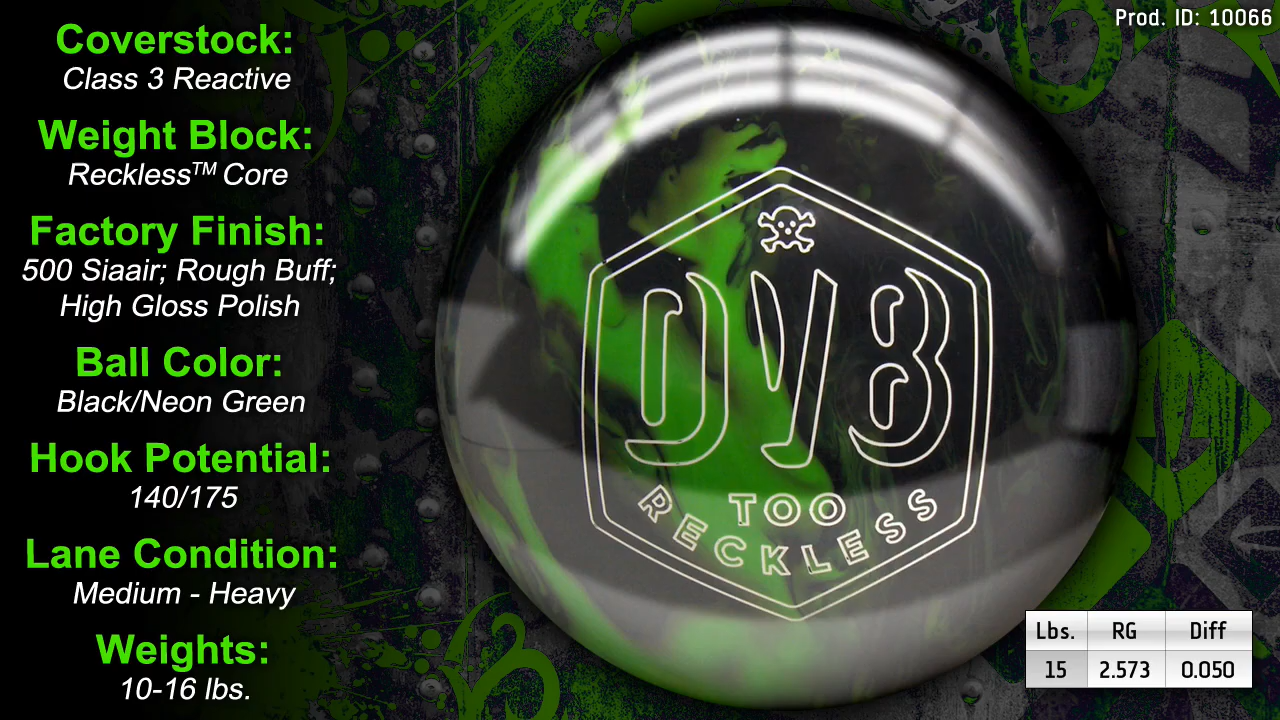 Prod. ID: 10066
Coverstock:
Class 3 Reactive
Weight Block:
Reckless™ Core
Factory Finish:
500 Siaair; Rough Buff;
High Gloss Polish
Ball Color:
Black/Neon Green
Hook Potential:
140/175
Lane Condition:
Medium - Heavy
Weights:
10-16 lbs.
DV8
TOO
RECKLESS
Lbs. RG Diff
15 2.573 0.050